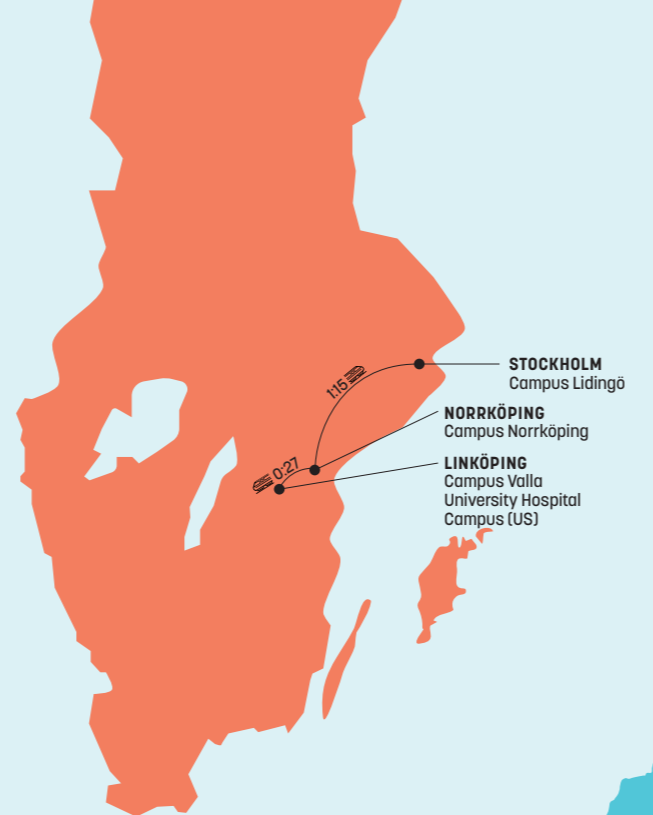 STOCKHOLM
Campus Lidingö
1:15
NORRKÖPING
Campus Norrköping
0:27
LINKÖPING
Campus Valla
University Hospital
Campus (US)